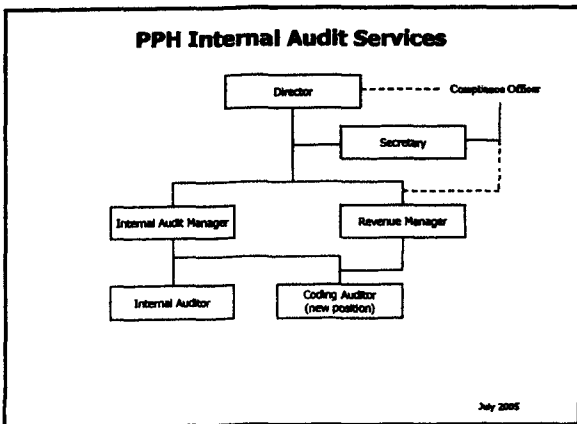 PPH Internal Audit Services
Director
Compliance Officer
Secretary
Internal Audit Manager
Revenue Manager
Internal Auditor
Coding Auditor
(new position)
July 2005